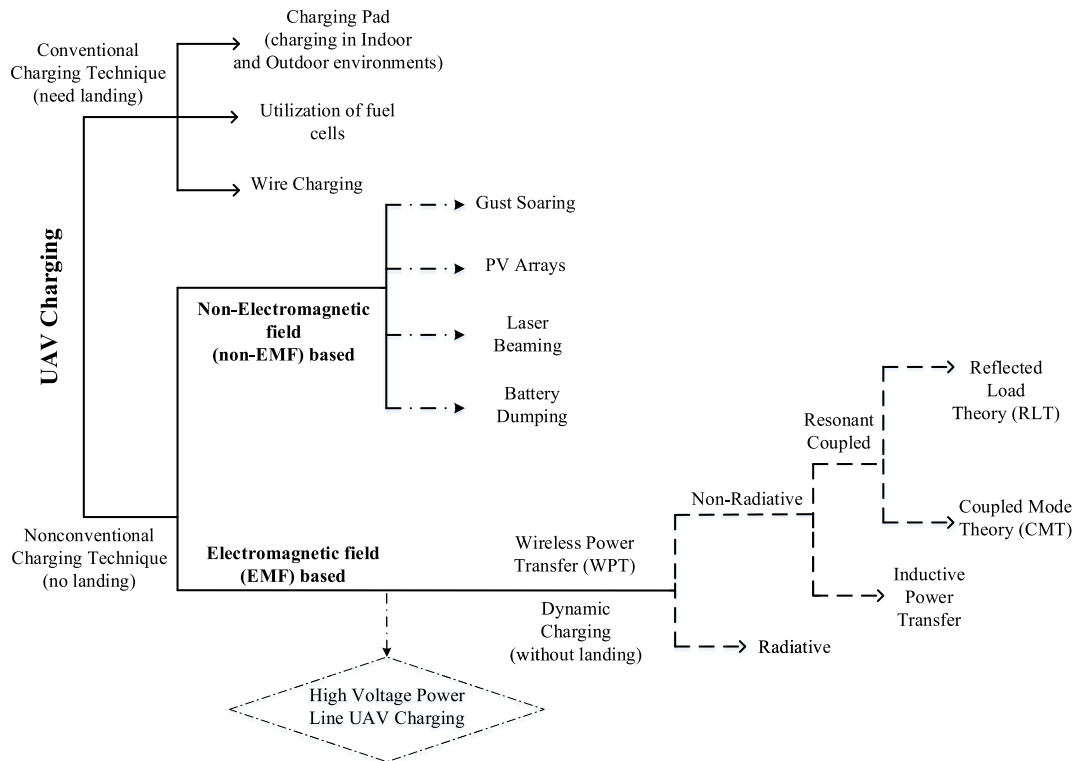 Charging Pad
(charging in Indoor
and Outdoor environments)
Conventional
Charging Technique
(need landing)
Utilization of fuel
cells
Wire Charging
UAV Charging
Gust Soaring
PV Arrays
Non-Electromagnetic
field
(non-EMF) based
Laser
Beaming
Battery
Dumping
Reflected
Load
Theory (RLT)
Resonant
Coupled
Non-Radiative
Coupled Mode
Theory (CMT)
Nonconventional
Charging Technique
(no landing)
Electromagnetic field
(EMF) based
Wireless Power
Transfer (WPT)
Inductive
Power
Transfer
Dynamic
Charging
(without landing)
Radiative
High Voltage Power
Line UAV Charging